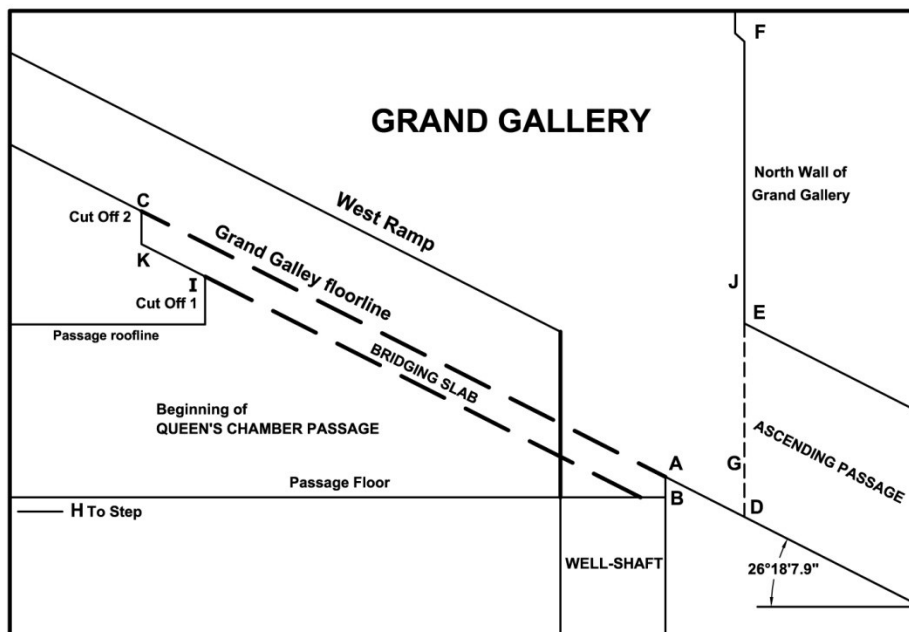 F
GRAND GALLERY
North Wall of
Grand Gallery
C
Cut Off 2
West Ramp
Grand Galley floorline
K
I
Cut Off 1
J
E
Passage roofline
BRIDGING SLAB
Beginning of
QUEEN'S CHAMBER PASSAGE
ASCENDING PASSAGE
A
G
Passage Floor
B
D
H To Step
WELL-SHAFT
26°18'7.9"